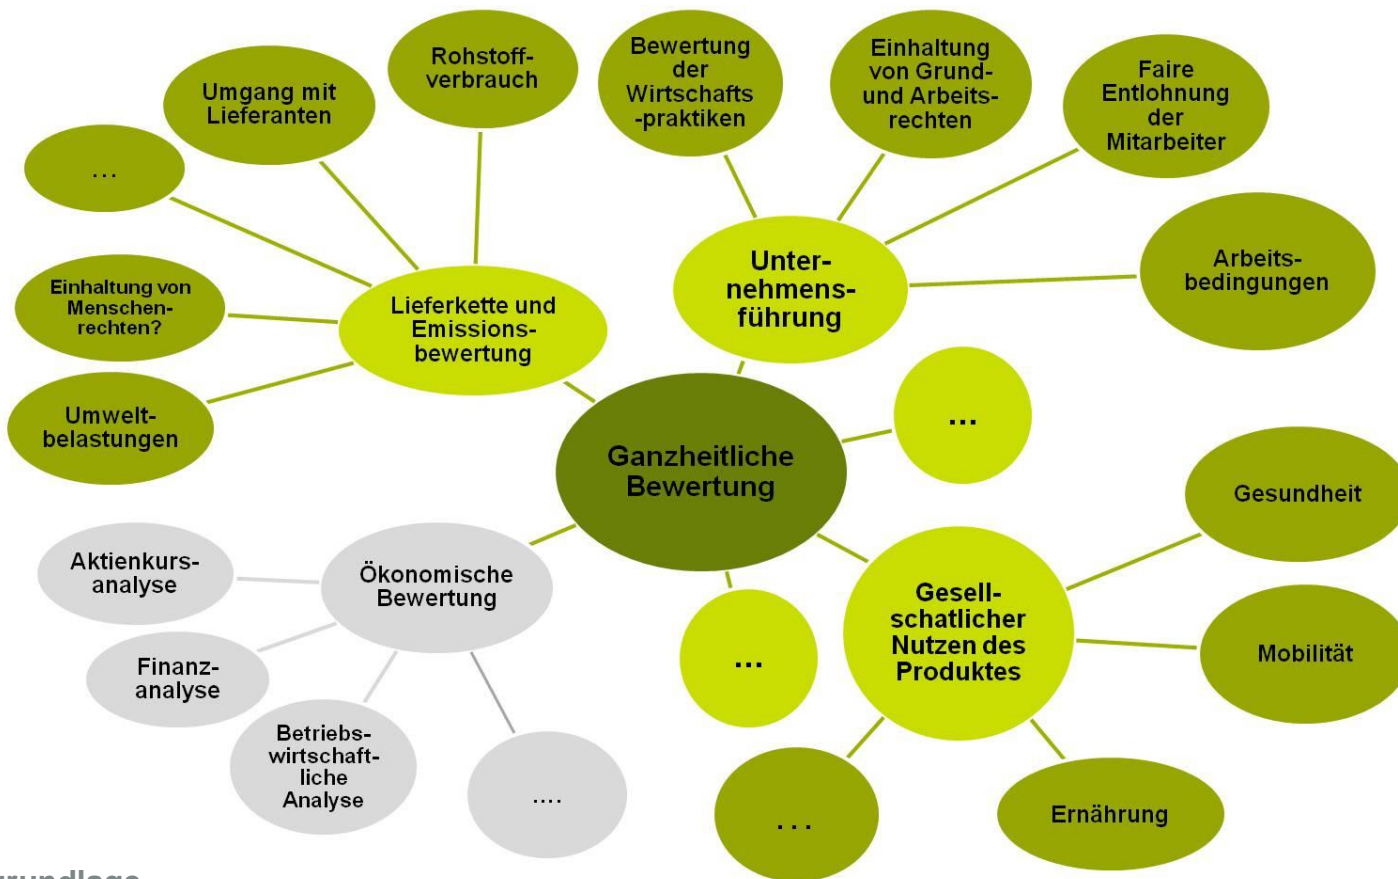 Rohstoff-
verbrauch
Umgang mit
Lieferanten
...
Einhaltung von
Menschen-
rechten?
Umwelt-
belastungen
Lieferkette und
Emissions-
bewertung
Bewertung
der
Wirtschafts
-praktiken
Einhaltung
von Grund-
und Arbeits-
rechten
Faire
Entlohnung
der
Mitarbeiter
Arbeits-
bedingungen
Unter-
nehmens-
führung
...
Ganzheitliche
Bewertung
Gesundheit
Mobilität
Ernährung
...
Gesell-
schatlicher
Nutzen des
Produktes
...
Ökonomische
Bewertung
Aktienkurs-
analyse
Finanz-
analyse
Betriebs-
wirtschaft-
liche
Analyse
....